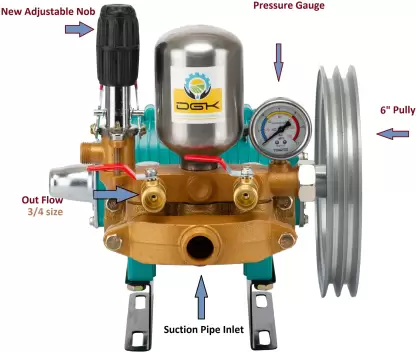 New Adjustable Nob
Pressure Gauge
DGK
6" Pully
Out Flow
3/4 size
Suction Pipe Inlet